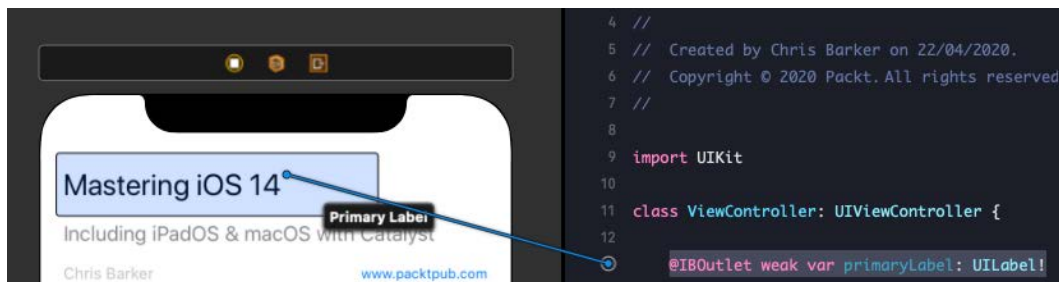 Mastering iOS 14
Primary Label
Including iPadOS & macOS with Catalyst
Chris Barker
www.packtpub.com
4 //
5 // Created by Chris Barker on 22/04/2020.
6 // Copyright © 2020 Packt. All rights reserved
7 //
8
9 import UIKit
10
11 class ViewController: UIViewController {
12
@IBOutlet weak var primaryLabel: UILabel!